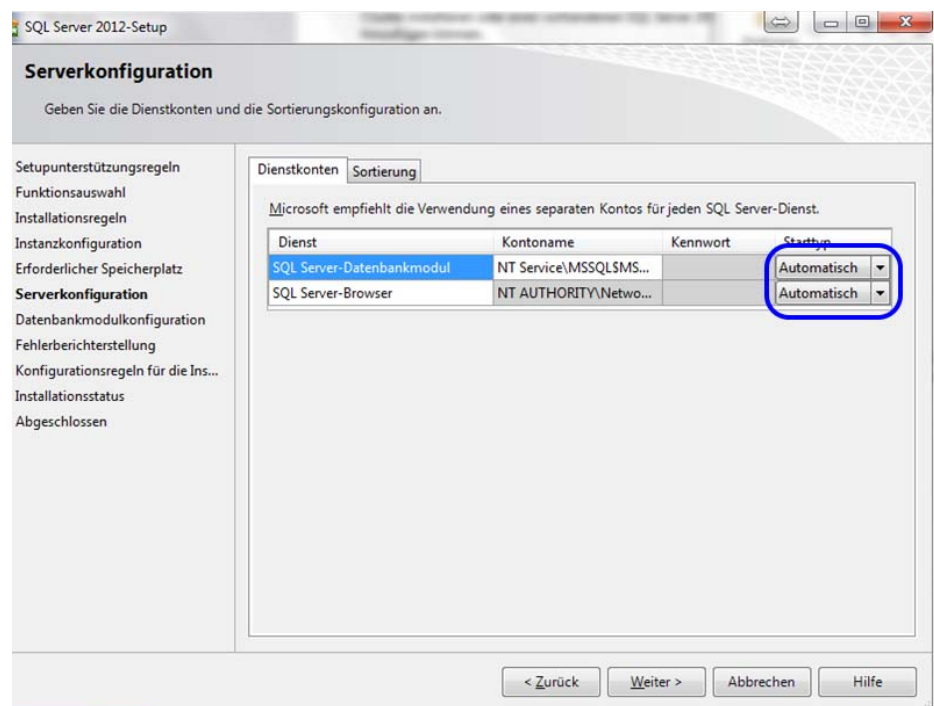 SQL Server 2012-Setup
Serverkonfiguration
Geben Sie die Dienstkonten und die Sortierungskonfiguration an.
Setupunterstützungsregeln
Funktionsauswahl
Installationsregeln
Instanzkonfiguration
Erforderlicher Speicherplatz
Serverkonfiguration
Datenbankmodulkonfiguration
Fehlerberichterstellung
Konfigurationsregeln für die Ins...
Installationsstatus
Abgeschlossen
Dienstkonten Sortierung
Microsoft empfiehlt die Verwendung eines separaten Kontos für jeden SQL Server-Dienst.
Dienst Kontoname Kennwort Starttyp
SQL Server-Datenbankmodul NT Service\MSSQL$MS... Automatisch
SQL Server-Browser NT AUTHORITY\Netwo... Automatisch
< Zurück Weiter > Abbrechen Hilfe